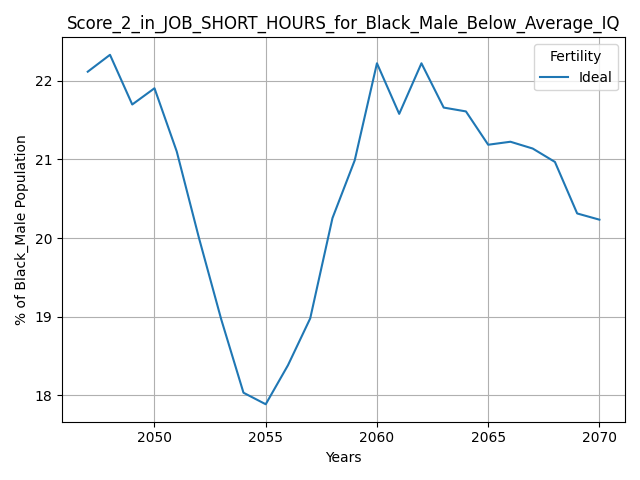 Score_2_in_JOB_SHORT_HOURS_for_Black_Male_Below_Average_IQ
Fertility
Ideal
% of Black_Male Population
22
21
20
19
18
2050 2055 2060 2065 2070
Years